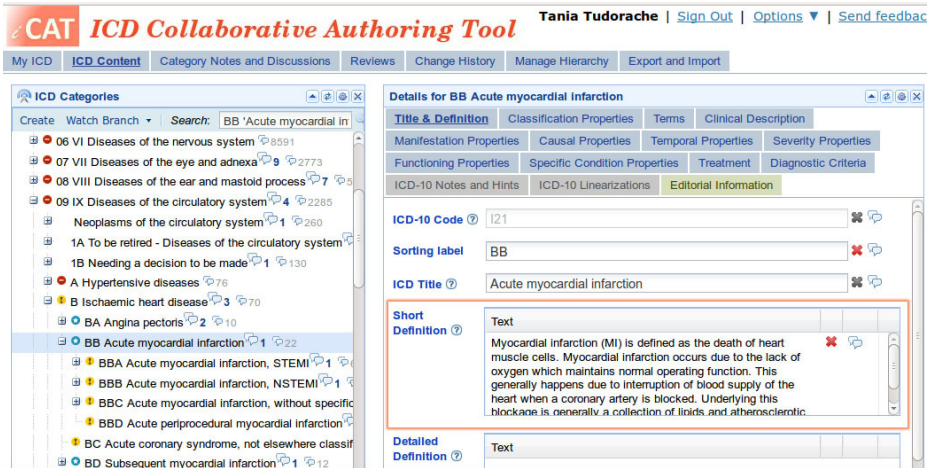 iCAT ICD Collaborative Authoring Tool
Tania Tudorache | Sign Out | Options ▼ | Send feedbac
My ICD ICD Content Category Notes and Discussions Reviews Change History Manage Hierarchy Export and Import
ICD Categories
Create Watch Branch Search: BB 'Acute myocardial in
06 VI Diseases of the nervous system 8591
07 VII Diseases of the eye and adnexa 9 2773
08 VIII Diseases of the ear and mastoid process 7 5
09 IX Diseases of the circulatory system 4 2285
Neoplasms of the circulatory system 1 260
1A To be retired - Diseases of the circulatory system
1B Needing a decision to be made 1 130
A Hypertensive diseases 76
B Ischaemic heart disease 3 70
BA Angina pectoris 2 10
BB Acute myocardial infarction 1 22
BBA Acute myocardial infarction, STEMI 1
BBB Acute myocardial infarction, NSTEMI 1
BBC Acute myocardial infarction, without specific
BBD Acute periprocedural myocardial infarction
BC Acute coronary syndrome, not elsewhere classif
BD Subsequent myocardial infarction 1 12
Details for BB Acute myocardial infarction
Title & Definition Classification Properties Terms Clinical Description
Manifestation Properties Causal Properties Temporal Properties Severity Properties
Functioning Properties Specific Condition Properties Treatment Diagnostic Criteria
ICD-10 Notes and Hints ICD-10 Linearizations Editorial Information
ICD-10 Code ? I21
Sorting label BB
ICD Title ? Acute myocardial infarction
Short
Definition ?
Text
Myocardial infarction (MI) is defined as the death of heart
muscle cells. Myocardial infarction occurs due to the lack of
oxygen which maintains normal operating function. This
generally happens due to interruption of blood supply of the
heart when a coronary artery is blocked. Underlying this
blockage is generally a collection of lipids and atherosclerotic
Detailed
Definition ?
Text